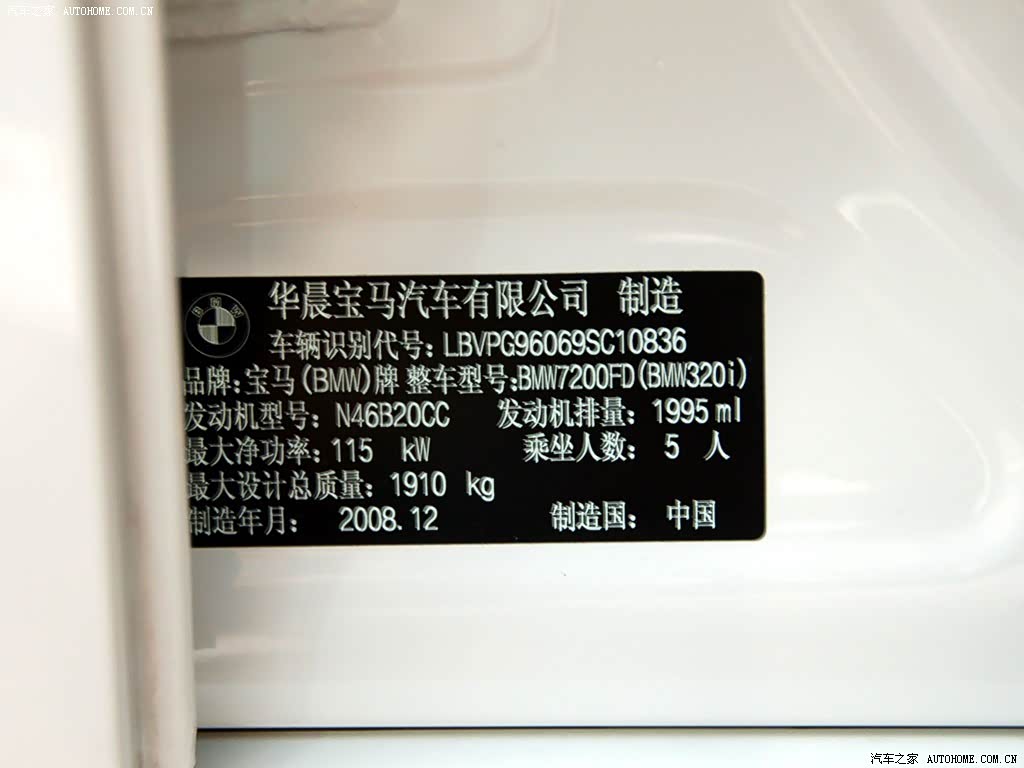 汽车之家 AUTOHOME.COM.CN
BMW
华晨宝马汽车有限公司 制造
车辆识别代号: LBVPG96069SC10836
品牌:宝马(BMW)牌 整车型号:BMW7200FD(BMW320i)
发动机型号: N46B20CC 发动机排量: 1995 ml
最大净功率: 115 kW 乘坐人数: 5 人
最大设计总质量: 1910 kg
制造年月: 2008.12 制造国: 中国
汽车之家 AUTOHOME.COM.CN